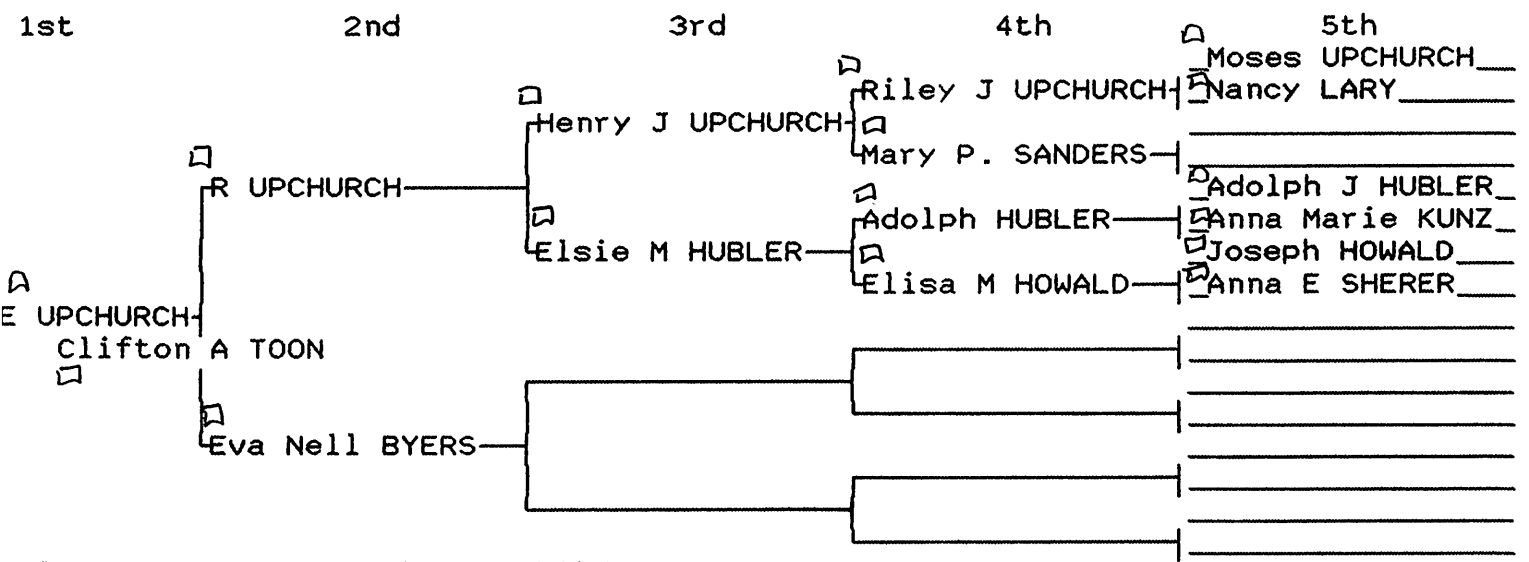 1st 2nd 3rd 4th 5th
Moses UPCHURCH
Riley J UPCHURCH Nancy LARY
Henry J UPCHURCH
Mary P. SANDERS
R UPCHURCH Adolph J HUBLER
Adolph HUBLER Anna Marie KUNZ
Elsie M HUBLER Joseph HOWALD
Elisa M HOWALD Anna E SHERER
E UPCHURCH
Clifton A TOON
Eva Nell BYERS